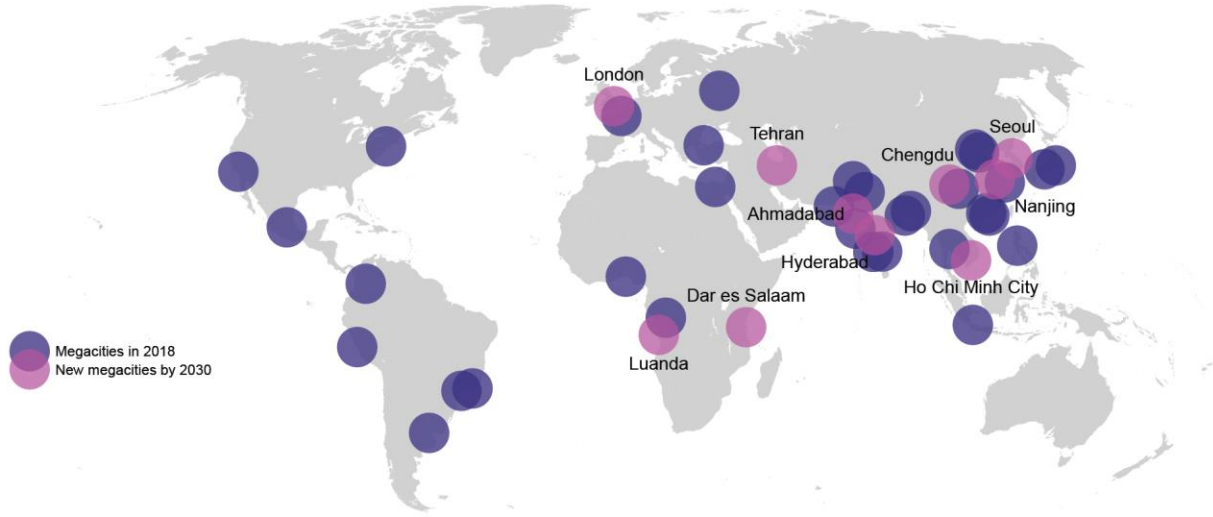 London
Tehran
Seoul
Chengdu
Ahmadabad
Nanjing
Hyderabad
Ho Chi Minh City
Dar es Salaam
Luanda
Megacities in 2018
New megacities by 2030